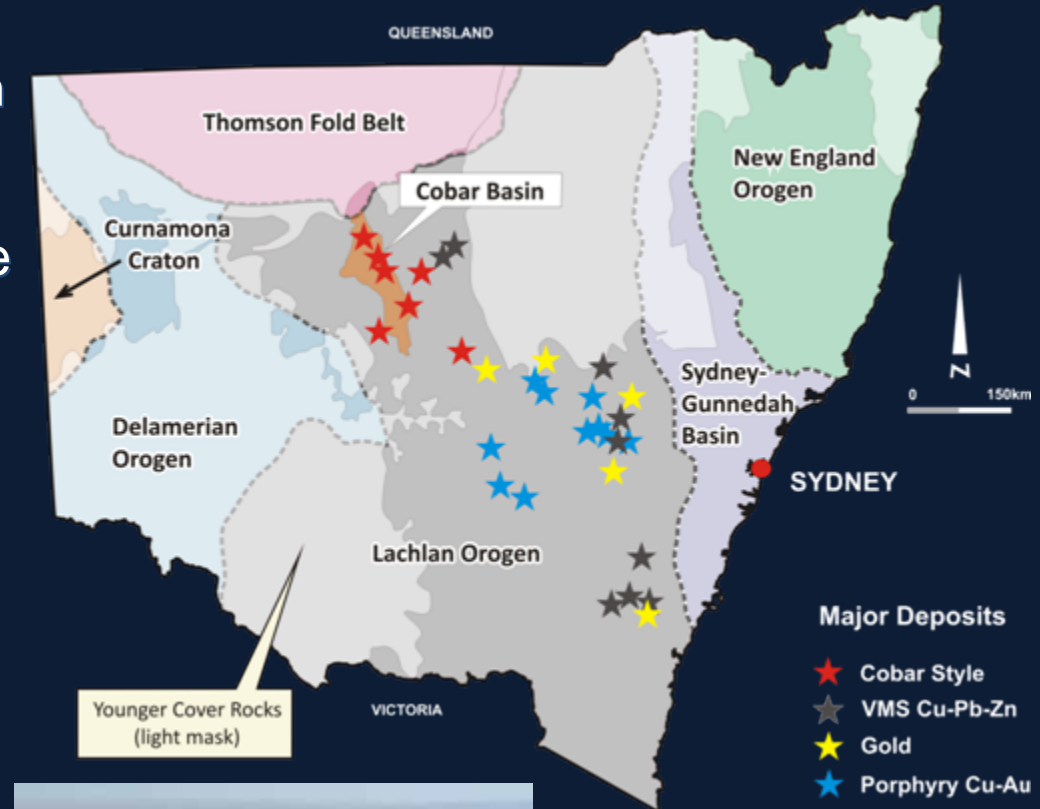 QUEENSLAND
Thomson Fold Belt
Cobar Basin
New England
Orogen
Curnamona
Craton
N
0 150km
Sydney-
Gunnedah
Basin
Delamerian
Orogen
SYDNEY
Lachlan Orogen
Younger Cover Rocks
(light mask)
VICTORIA
Major Deposits
Cobar Style
VMS Cu-Pb-Zn
Gold
Porphyry Cu-Au